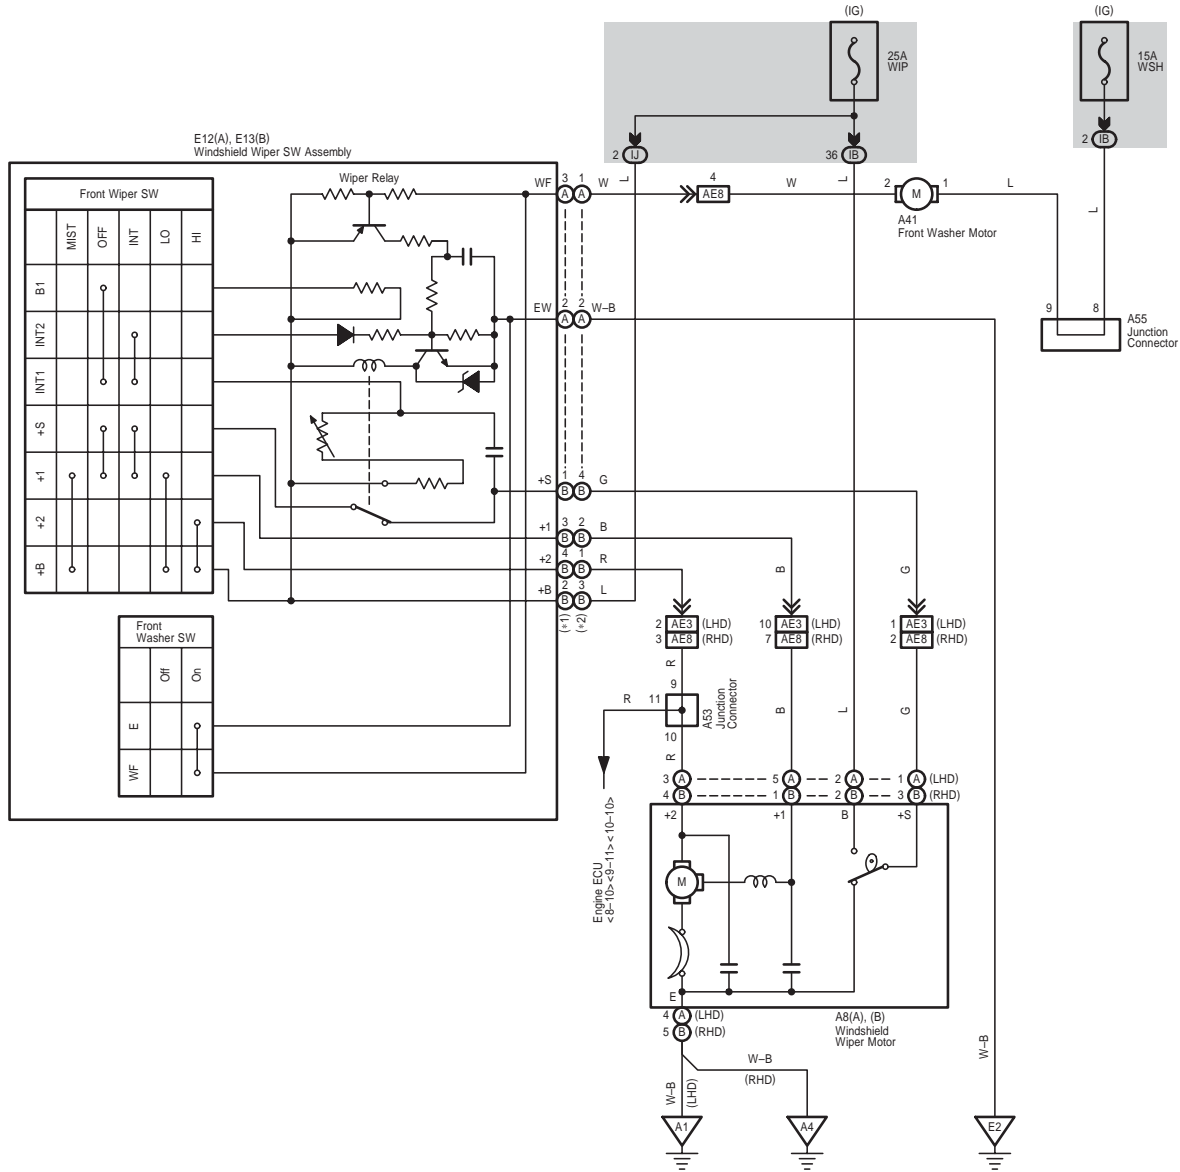 (IG)
(IG)
25A
WIP
15A
WSH
E12(A), E13(B)
Windshield Wiper SW Assembly
2 IJ
36 IB
2 IB
L
L
L
Front Wiper SW
MIST
OFF
INT
LO
HI
B1
INT2
INT1
+S
+1
+2
+B
Wiper Relay
WF 3 1 W
A A
4
AE8
W
2 M 1
L
A41
Front Washer Motor
EW 2 2 W–B
A A
9 8
A55
Junction
Connector
+S 1 4 G
B B
+1 3 2 B
B B
+2 4 1 R
B B
+B 2 3 L
B B
(*1)
(*2)
B
G
Front
Washer SW
Off
On
E
WF
2 AE3 (LHD)
3 AE8 (RHD)
10 AE3 (LHD)
7 AE8 (RHD)
1 AE3 (LHD)
2 AE8 (RHD)
R
9
R 11
10
A53
Junction
Connector
R
B
L
G
3 A 5 A 2 A 1 A (LHD)
4 B 1 B 2 B 3 B (RHD)
+2 +1 B +S
M
Engine ECU
<8–10> <9–11> <10–10>
E
4 A (LHD)
5 B (RHD)
A8(A), (B)
Windshield
Wiper Motor
W–B
(LHD)
W–B
(RHD)
W–B
A1
A4
E2